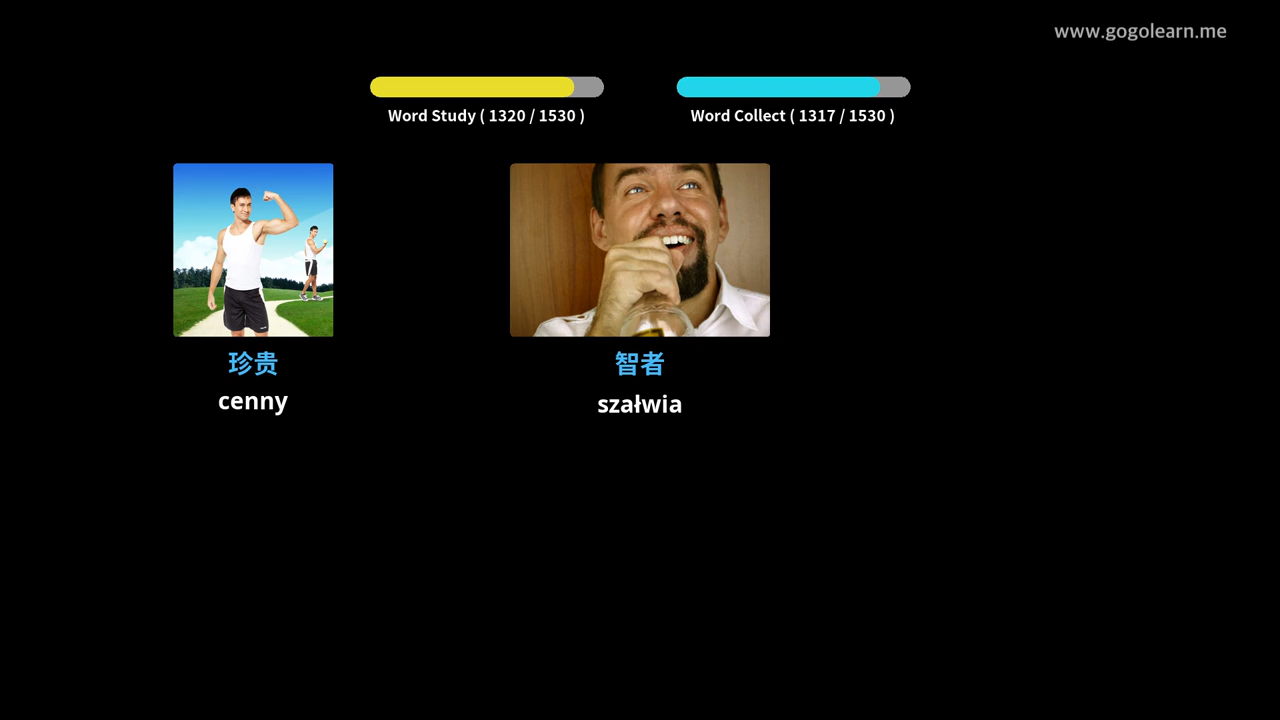 www.gogolearn.me
Word Study ( 1320 / 1530 )
Word Collect ( 1317 / 1530 )
珍贵
cenny
智者
szałwia